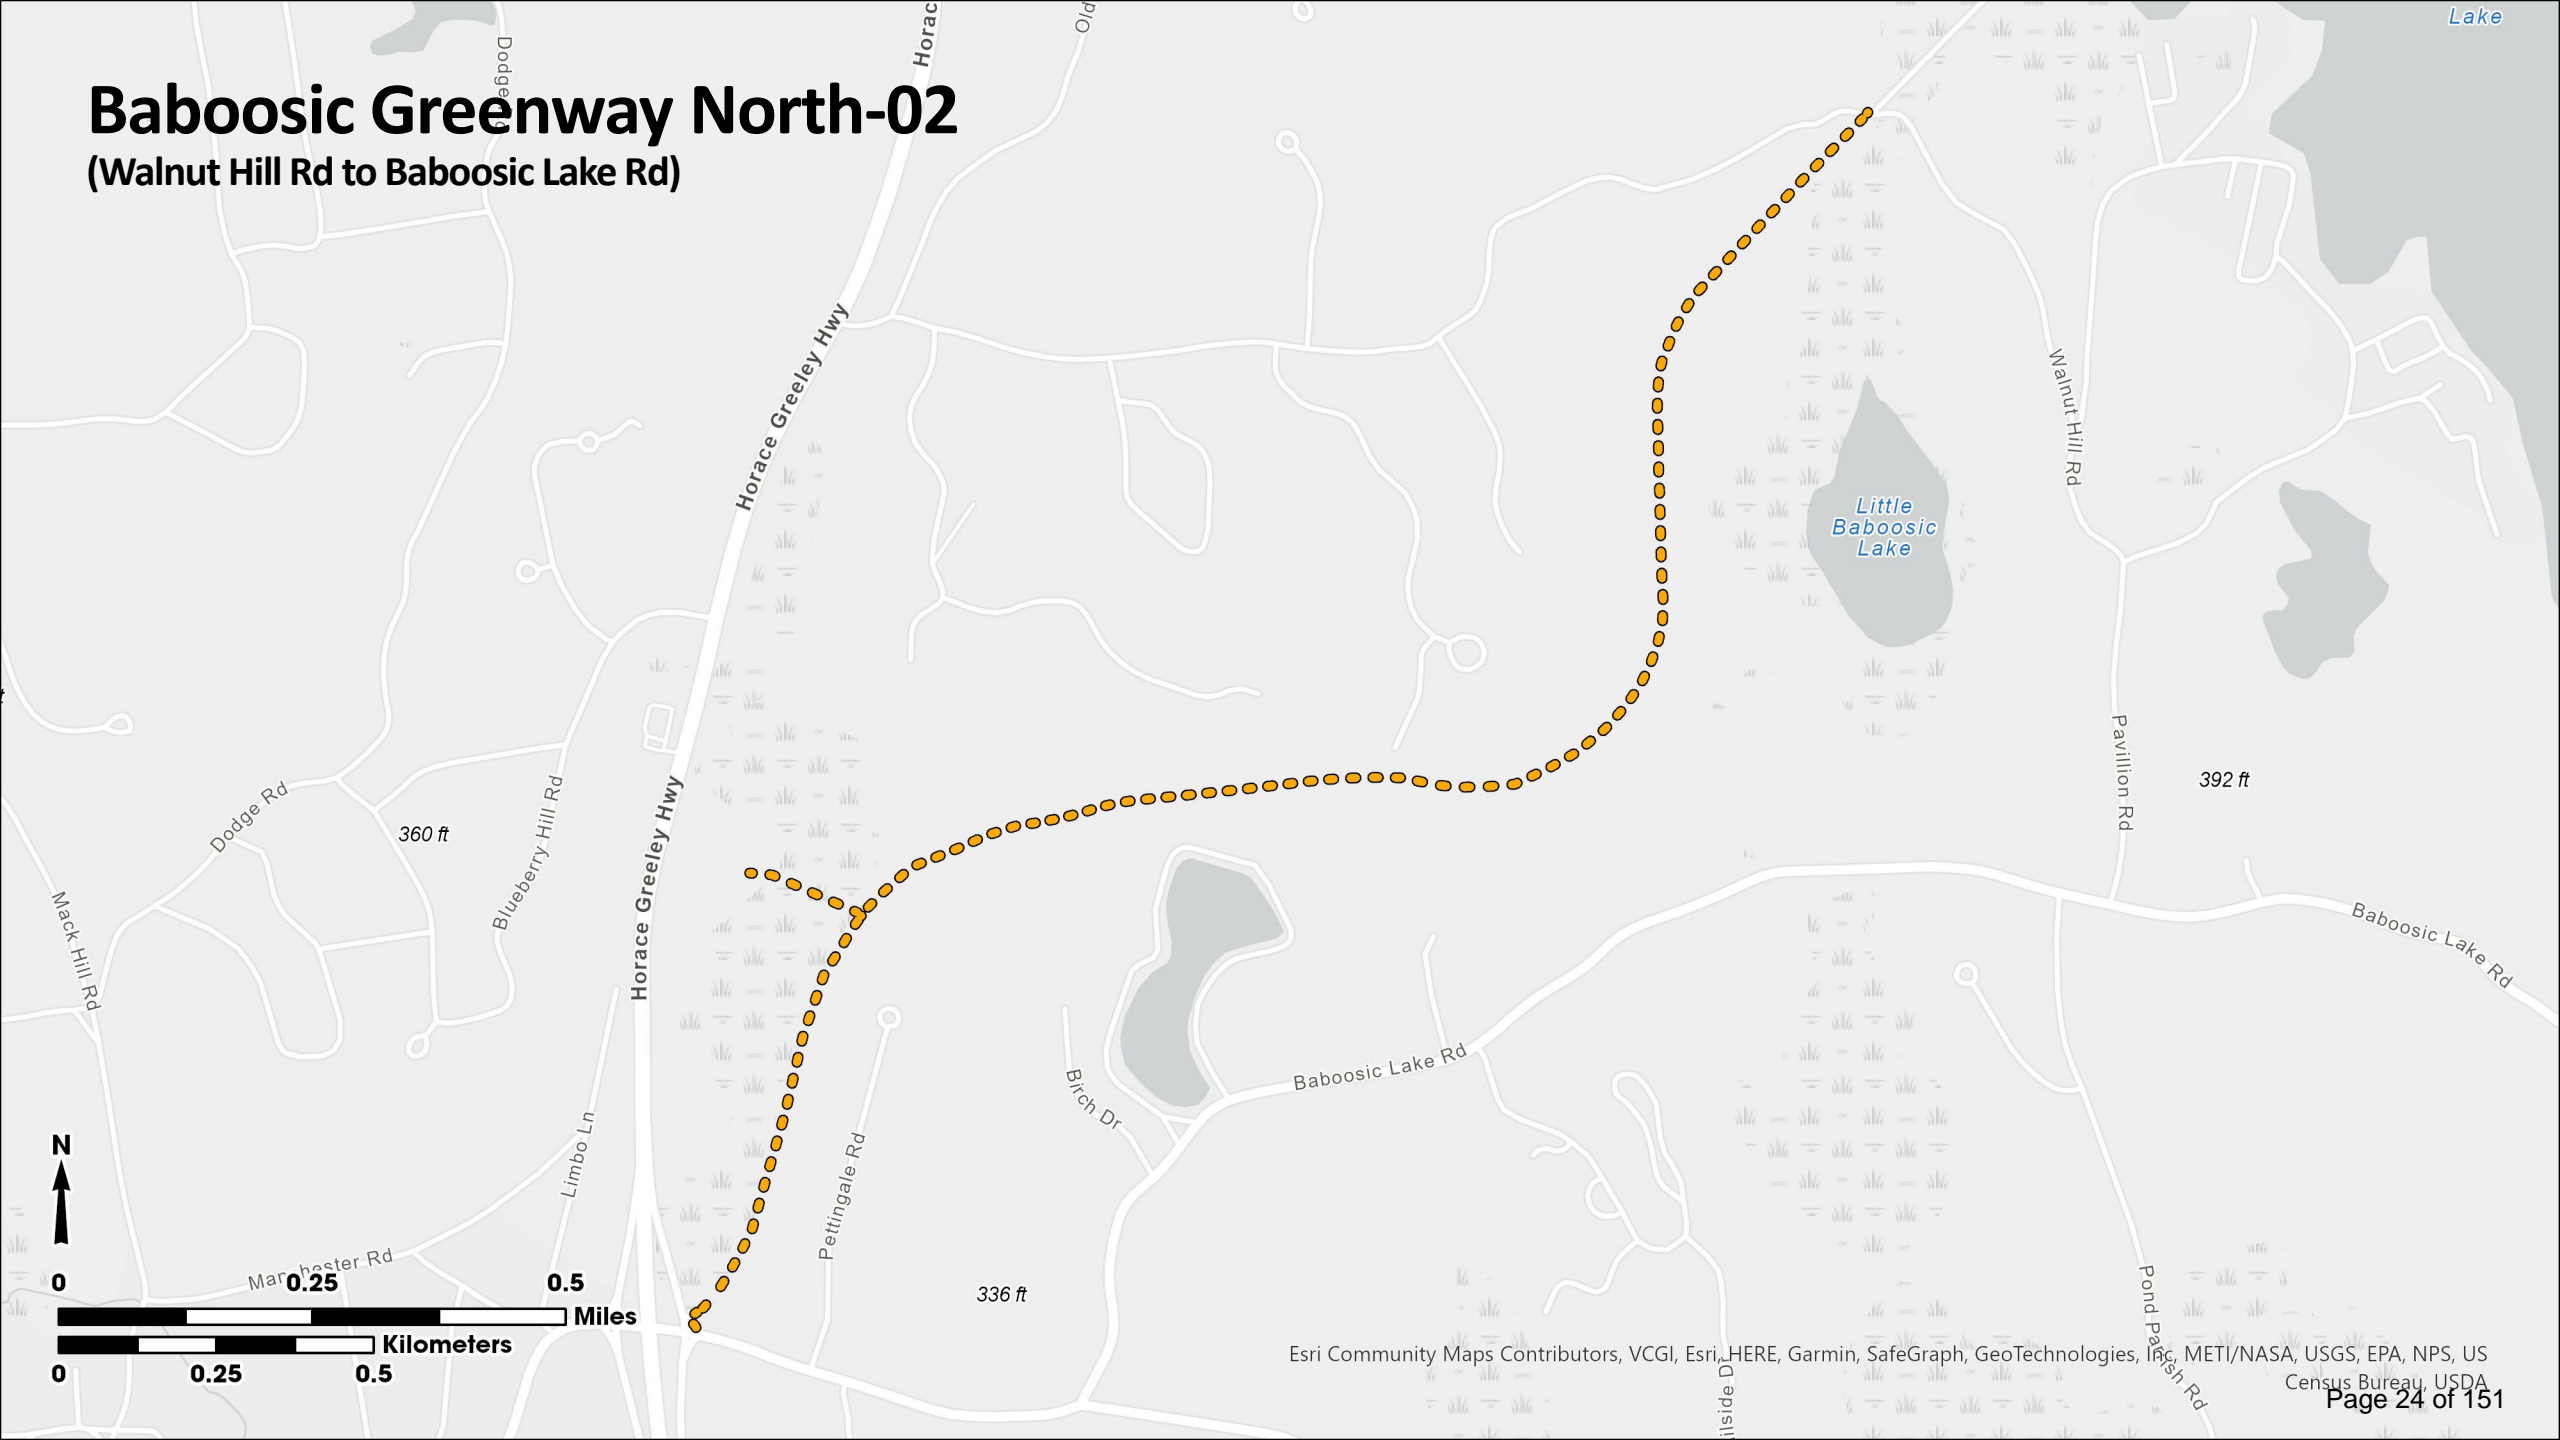 Lake
Horac
Old
Baboosic Greenway North-02
(Walnut Hill Rd to Baboosic Lake Rd)
Horace Greeley Hwy
Walnut Hill Rd
Little
Baboosic
Lake
Pavillion Rd
392 ft
Dodge Rd
360 ft
Blueberry Hill Rd
Horace Greeley Hwy
Mack Hill Rd
Baboosic Lake Rd
Baboosic Lake Rd
Birch Dr
Limbo Ln
Pettingale Rd
N
Manchester Rd
336 ft
Pond Parish Rd
0 0.25 0.5
Miles
Kilometers
0 0.25 0.5
Esri Community Maps Contributors, VCGI, Esri, HERE, Garmin, SafeGraph, GeoTechnologies, Inc, METI/NASA, USGS, EPA, NPS, US
Census Bureau, USDA
Page 24 of 151